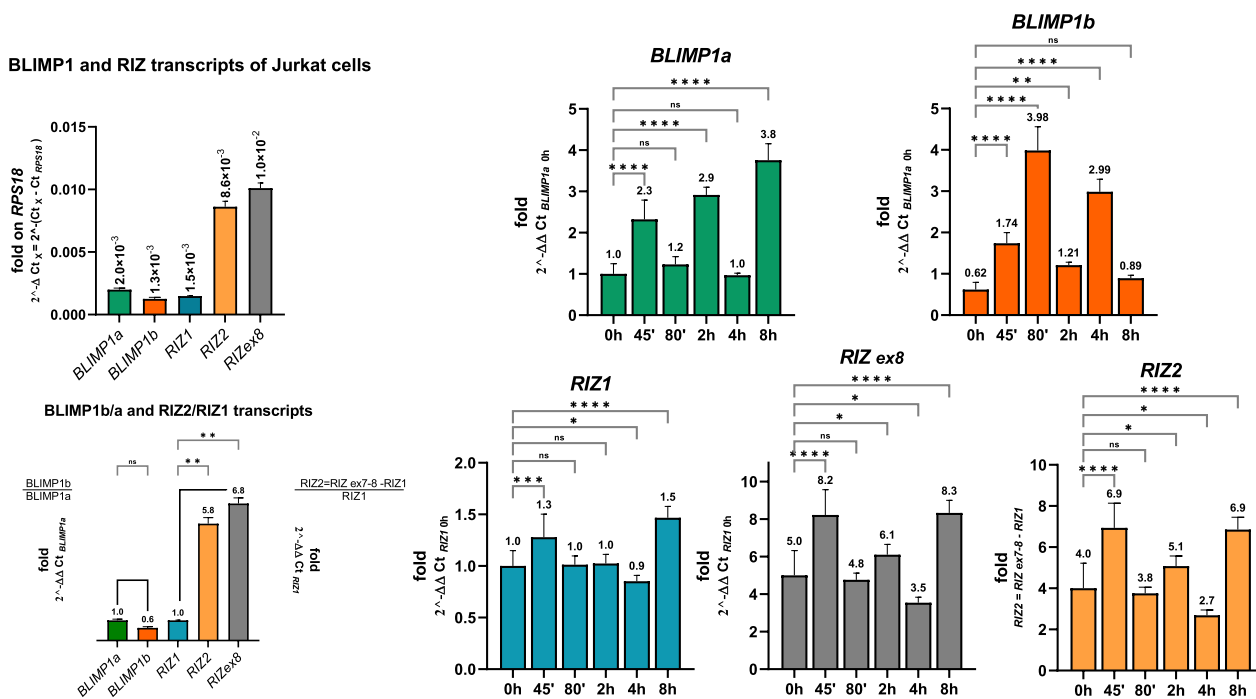 BLIMP1 and RIZ transcripts of Jurkat cells
fold on RPS18
2^-Δ Ct X = 2^-(Ct X - Ct RPS18 )
0.015
0.010
0.005
0.000
2.0×10-3
1.3×10-3
1.5×10-3
8.6×10-3
1.0×10-2
BLIMP1a
BLIMP1b
RIZ1
RIZ2
RIZex8
BLIMP1a
****
ns
****
ns
****
fold
2^-ΔΔ Ct BLIMP1a 0h
5
4
3
2
1
0
1.0
2.3
1.2
2.9
1.0
3.8
0h 45' 80' 2h 4h 8h
BLIMP1b
ns
****
**
****
****
fold
2^-ΔΔ Ct BLIMP1a 0h
5
4
3
2
1
0
0.62
1.74
3.98
1.21
2.99
0.89
0h 45' 80' 2h 4h 8h
BLIMP1b/a and RIZ2/RIZ1 transcripts
ns
**
**
BLIMP1b
BLIMP1a
fold
2^-ΔΔ Ct BLIMP1a
RIZ2=RIZ ex7-8 -RIZ1
RIZ1
fold
2^-ΔΔ Ct RIZ1
1.0
0.6
1.0
5.8
6.8
BLIMP1a
BLIMP1b
RIZ1
RIZ2
RIZex8
RIZ1
****
*
ns
ns
***
fold
2^-ΔΔ Ct RIZ1 0h
2.0
1.5
1.0
0.5
0.0
1.0
1.3
1.0
1.0
0.9
1.5
0h 45' 80' 2h 4h 8h
RIZ ex8
****
*
*
ns
****
fold
2^-ΔΔ Ct RIZ1 0h
10
8
6
4
2
0
5.0
8.2
4.8
6.1
3.5
8.3
0h 45' 80' 2h 4h 8h
RIZ2
****
*
*
ns
****
fold
RIZ2 = RIZ ex7-8 - RIZ1
10
8
6
4
2
0
4.0
6.9
3.8
5.1
2.7
6.9
0h 45' 80' 2h 4h 8h